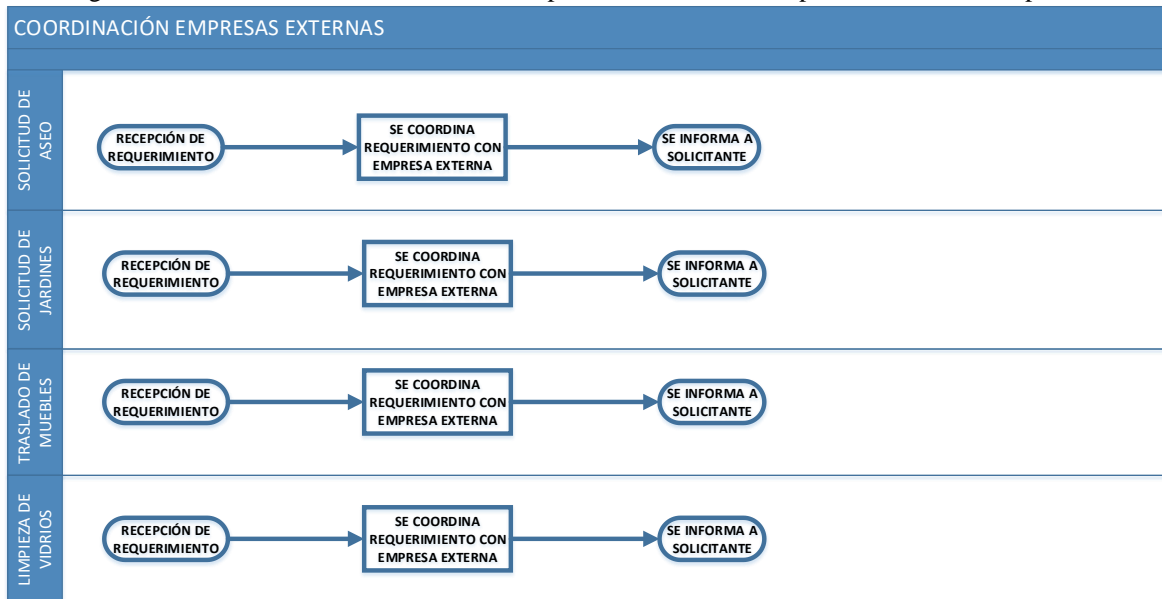 COORDINACIÓN EMPRESAS EXTERNAS
SOLICITUD DE
ASEO
RECEPCIÓN DE
REQUERIMIENTO
SE COORDINA
REQUERIMIENTO CON
EMPRESA EXTERNA
SE INFORMA A
SOLICITANTE
SOLICITUD DE
JARDINES
RECEPCIÓN DE
REQUERIMIENTO
SE COORDINA
REQUERIMIENTO CON
EMPRESA EXTERNA
SE INFORMA A
SOLICITANTE
TRASLADO DE
MUEBLES
RECEPCIÓN DE
REQUERIMIENTO
SE COORDINA
REQUERIMIENTO CON
EMPRESA EXTERNA
SE INFORMA A
SOLICITANTE
LIMPIEZA DE
VIDRIOS
RECEPCIÓN DE
REQUERIMIENTO
SE COORDINA
REQUERIMIENTO CON
EMPRESA EXTERNA
SE INFORMA A
SOLICITANTE